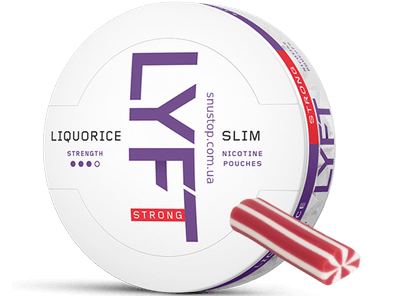 LYFT
LIQUORICE
SLIM
STRENGTH
NICOTINE
POUCHES
STRONG
snustop.com.ua
STRONG
LYFT